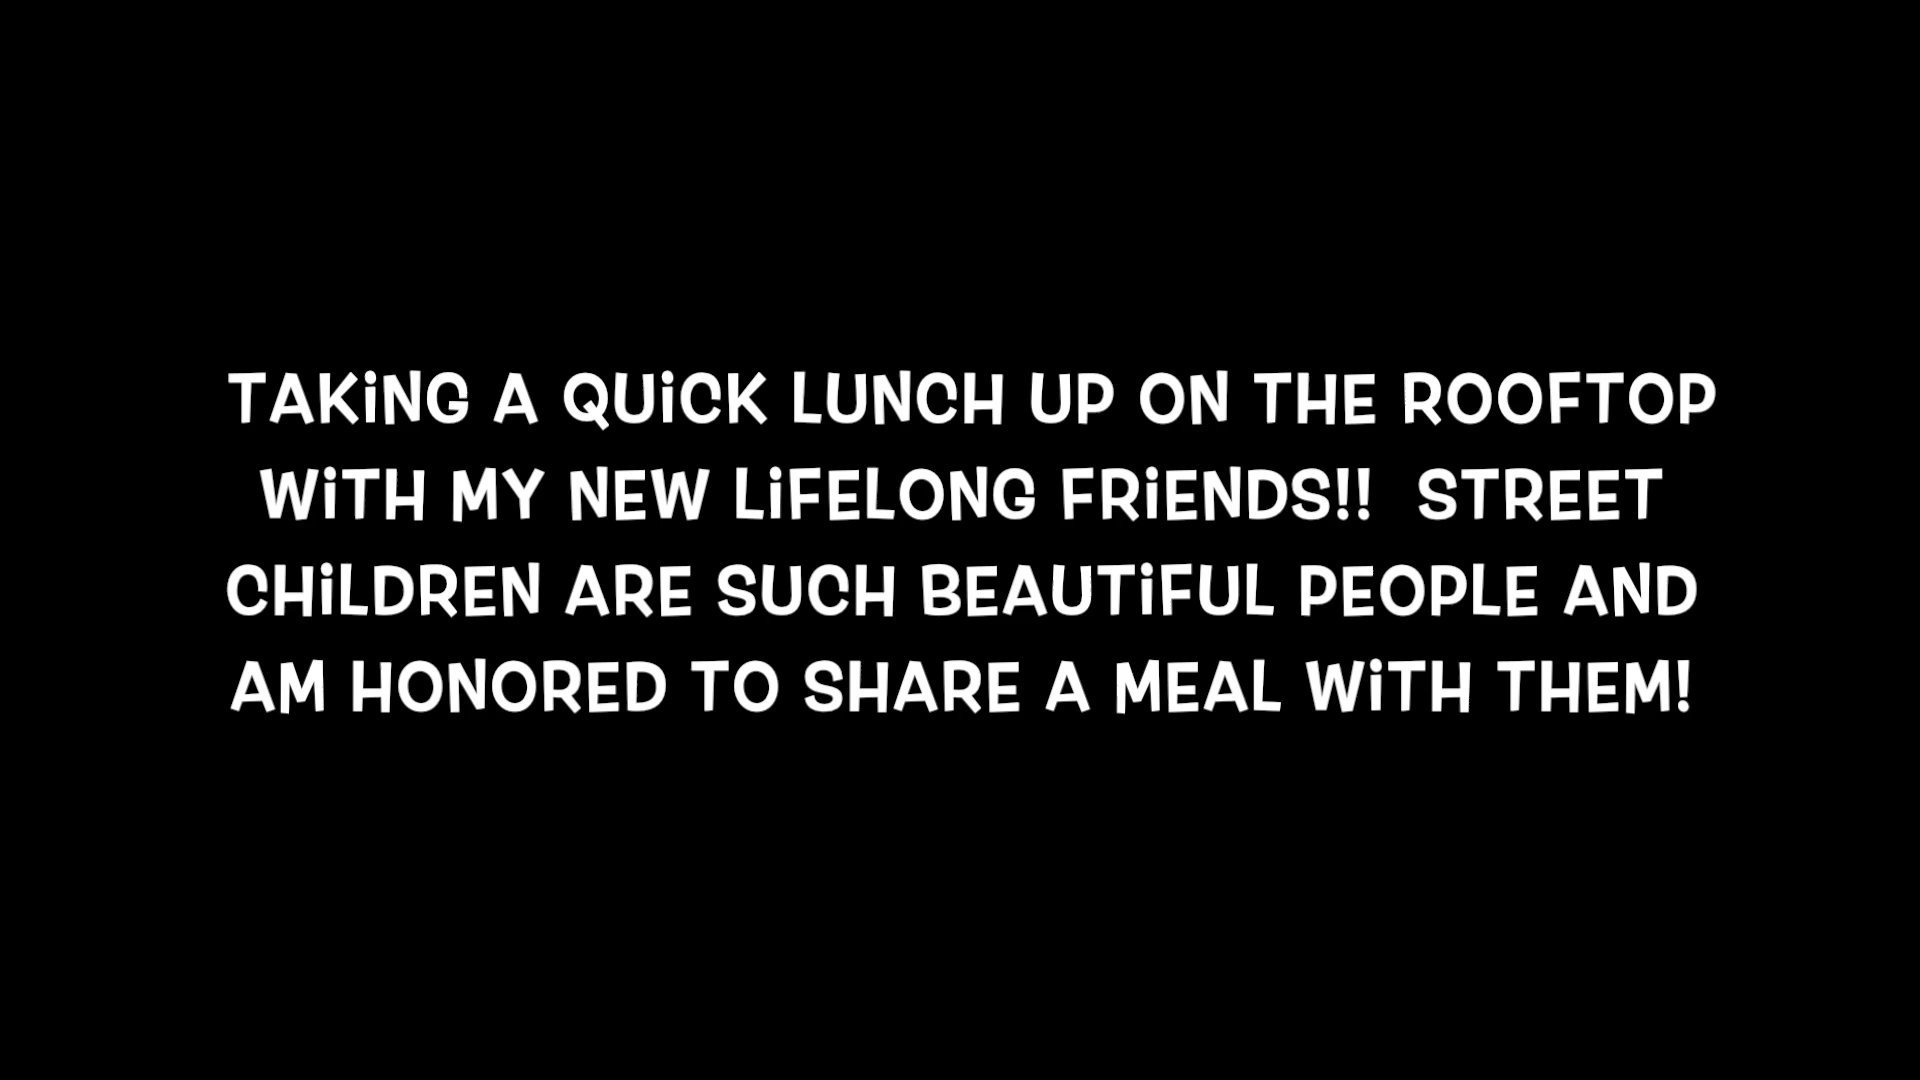 TAKiNG A QUiCK LUNCH UP ON THE ROOFTOP
WiTH MY NEW LiFELONG FRiENDS!! STREET
CHiLDREN ARE SUCH BEAUTiFUL PEOPLE AND
AM HONORED TO SHARE A MEAL WiTH THEM!